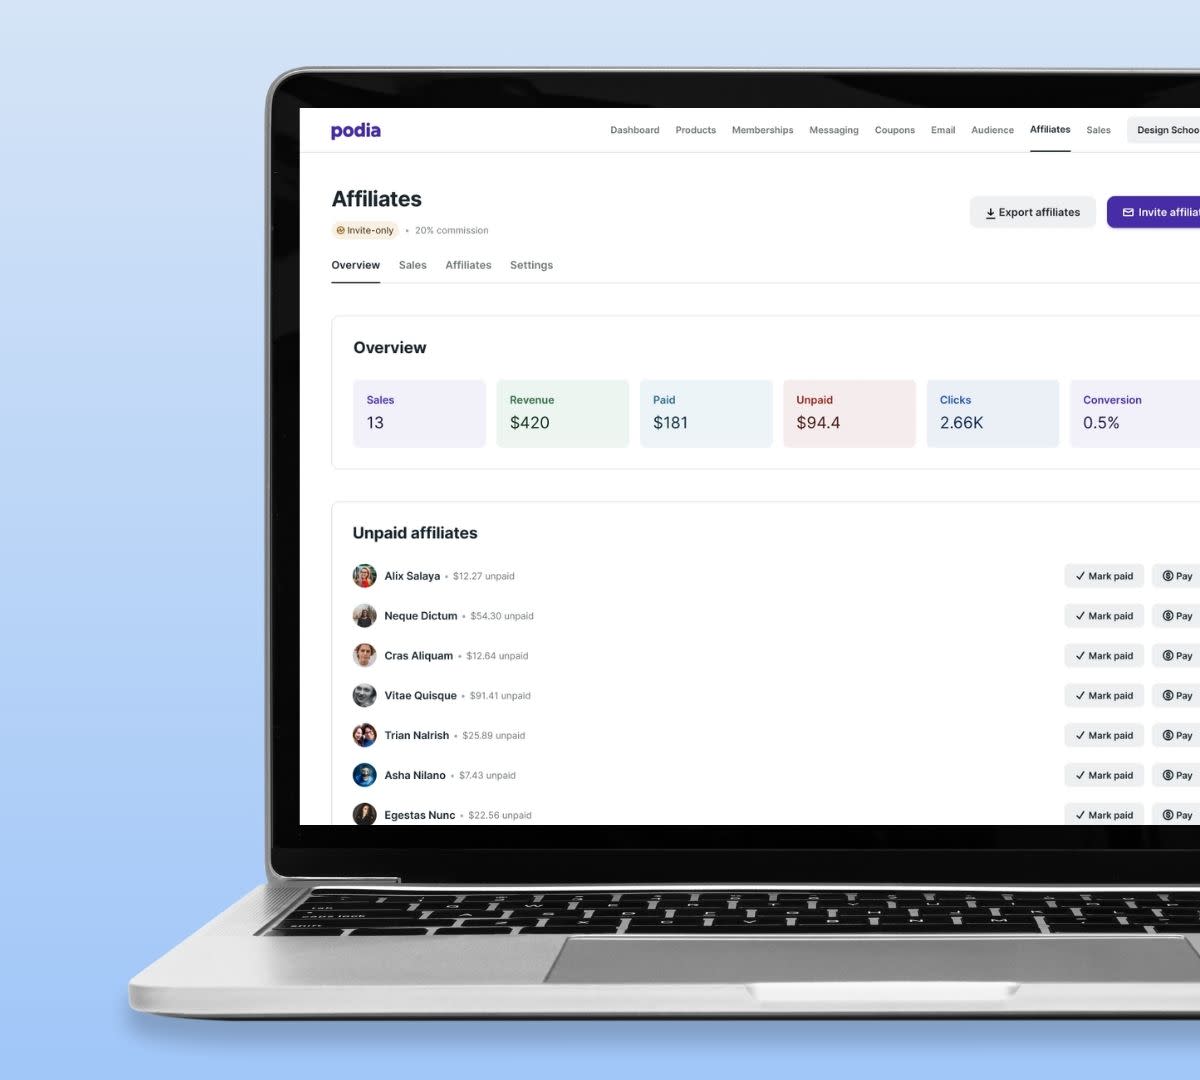 podia
Dashboard Products Memberships Messaging Coupons Email Audience Affiliates Sales Design Schoo
Affiliates
Export affiliates Invite affilia
Invite-only • 20% commission
Overview Sales Affiliates Settings
Overview
Sales Revenue Paid Unpaid Clicks Conversion
13 $420 $181 $94.4 2.66K 0.5%
Unpaid affiliates
Alix Salaya • $12.27 unpaid Mark paid Pay
Neque Dictum • $54.30 unpaid Mark paid Pay
Cras Aliquam • $12.64 unpaid Mark paid Pay
Vitae Quisque • $91.41 unpaid Mark paid Pay
Trian Nalrish • $25.89 unpaid Mark paid Pay
Asha Nilano • $7.43 unpaid Mark paid Pay
Egestas Nunc • $22.56 unpaid Mark paid Pay
tab
caps lock
shift